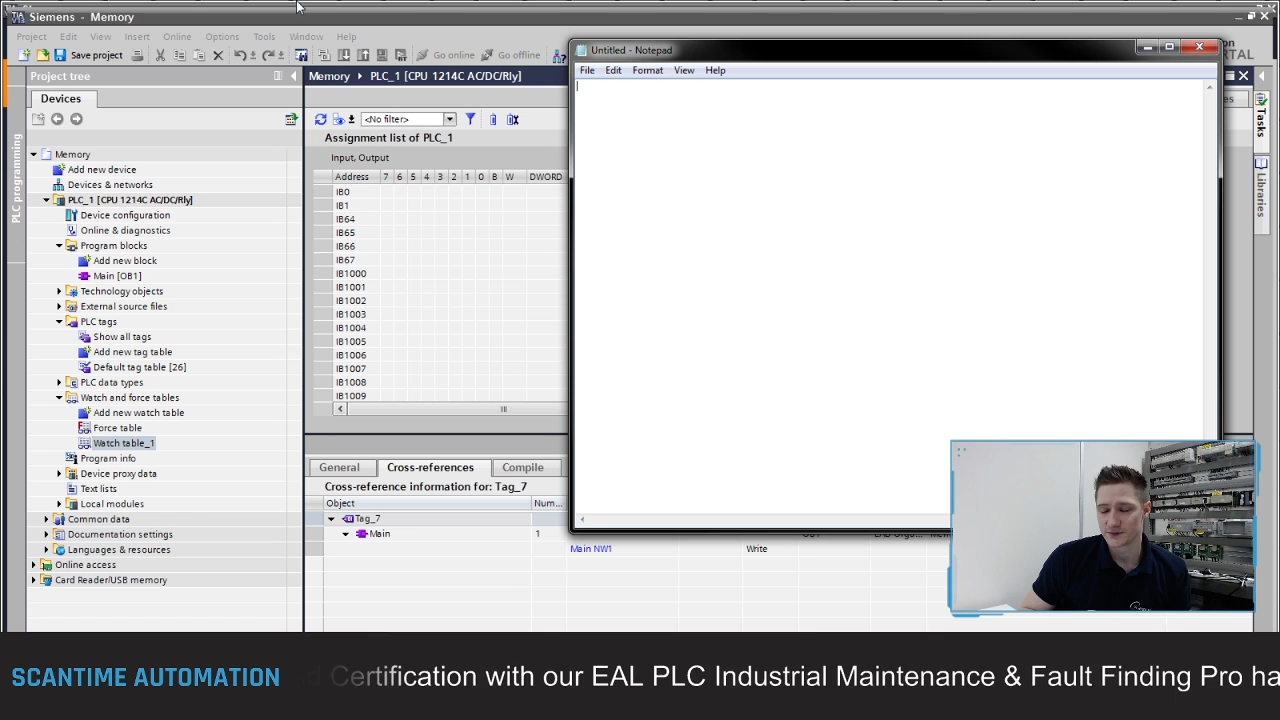 Siemens - Memory
Untitled - Notepad
Project Edit View Insert Online Options Tools Window Help
File Edit Format View Help
Save project
Go online
Go offline
PORTAL
Project tree
Memory PLC_1 [CPU 1214C AC/DC/Rly]
Devices
<No filter>
Assignment list of PLC_1
Input, Output
Address 7 6 5 4 3 2 1 0 B W DWORD
IB0
IB1
IB64
IB65
IB66
IB67
IB1000
IB1001
IB1002
IB1003
IB1004
IB1005
IB1006
IB1007
IB1008
IB1009
PLC programming
Memory
Add new device
Devices & networks
PLC_1 [CPU 1214C AC/DC/Rly]
Device configuration
Online & diagnostics
Program blocks
Add new block
Main [OB1]
Technology objects
External source files
PLC tags
Show all tags
Add new tag table
Default tag table [26]
PLC data types
Watch and force tables
Add new watch table
Force table
Watch table_1
Program info
Device proxy data
Text lists
Local modules
Common data
Documentation settings
Languages & resources
Online access
Card Reader/USB memory
General Cross-references Compile
Cross-reference information for: Tag_7
Object Num...
Tag_7
Main 1
Main NW1 Write
Tasks
Libraries
SCANTIME AUTOMATION
Certification with our EAL PLC Industrial Maintenance & Fault Finding Pro ha